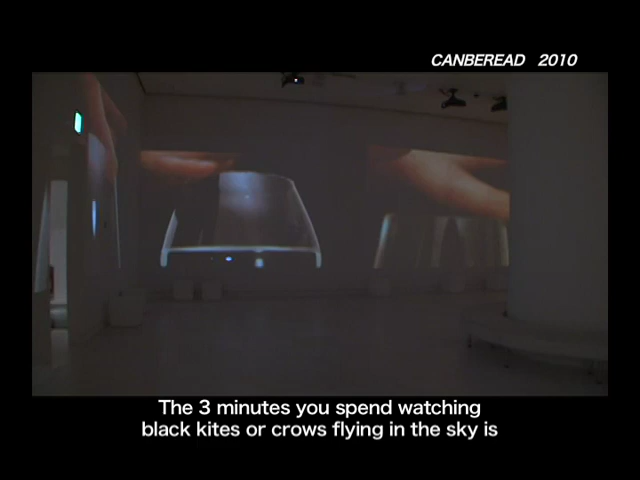 CANBEREAD 2010
The 3 minutes you spend watching
black kites or crows flying in the sky is